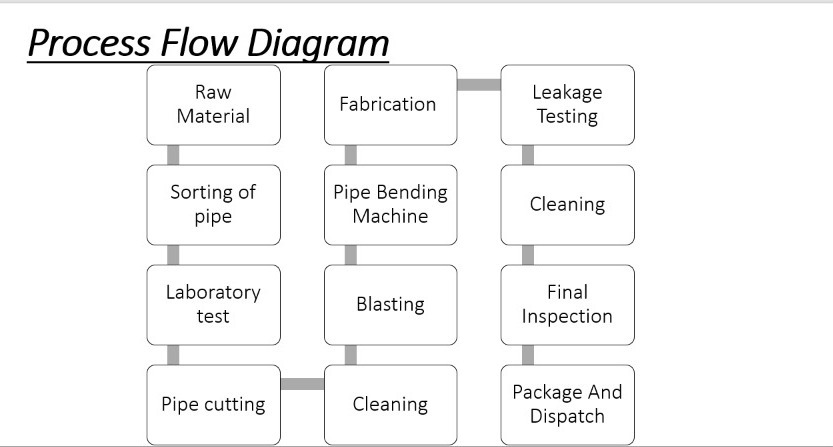 Process Flow Diagram
Raw
Material
Sorting of
pipe
Laboratory
test
Pipe cutting
Cleaning
Blasting
Pipe Bending
Machine
Fabrication
Leakage
Testing
Cleaning
Final
Inspection
Package And
Dispatch